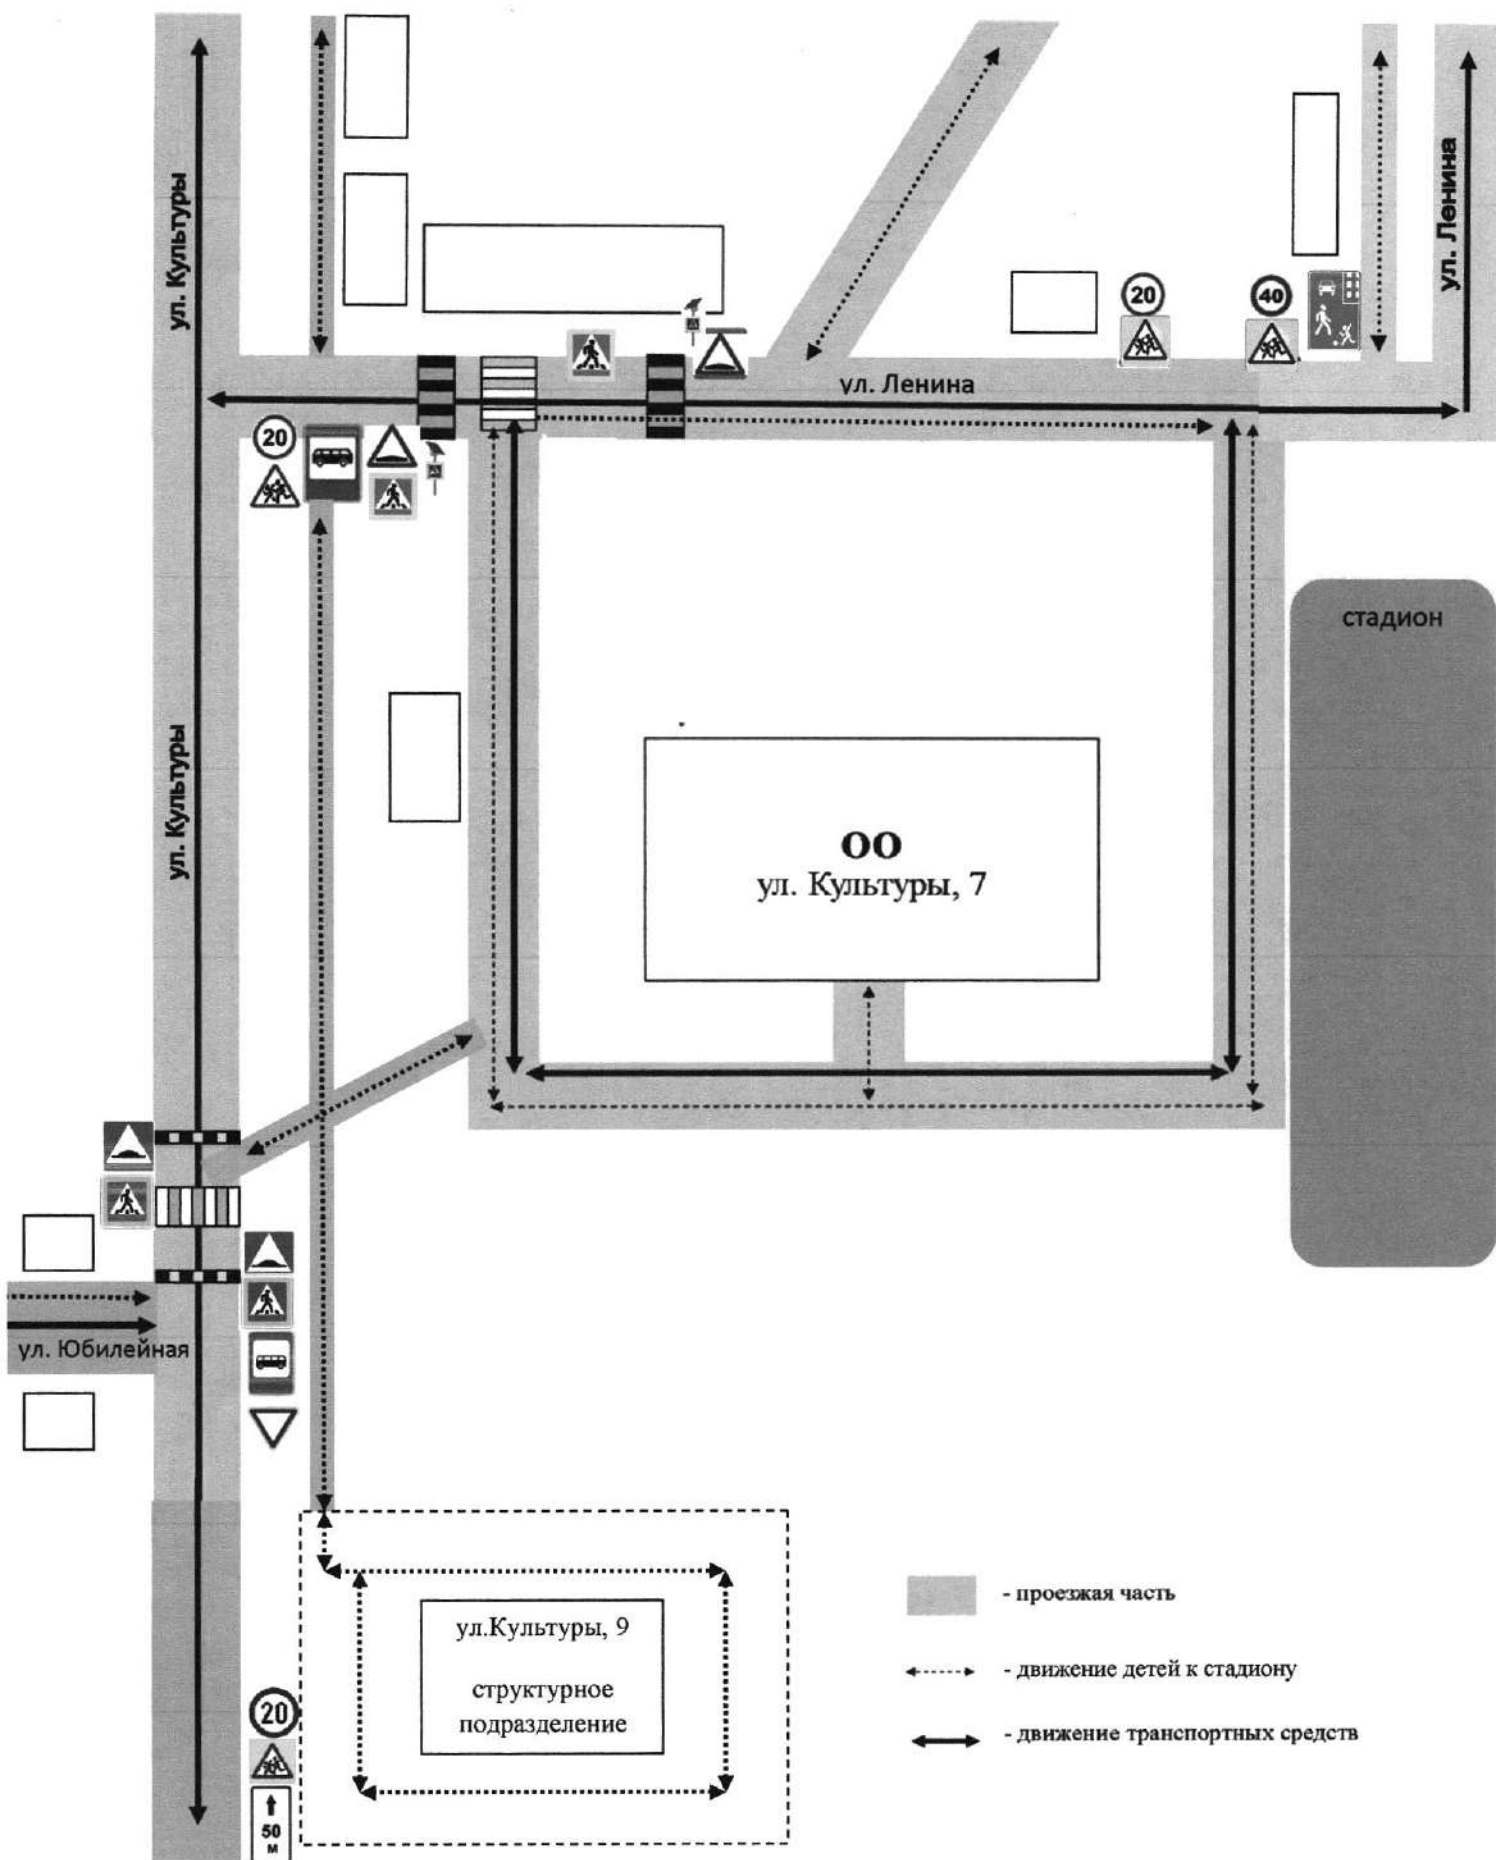 ул. Культуры
ул. Ленина
20
40
ул. Ленина
20
стадион
ул. Культуры
ОО
ул. Культуры, 7
ул. Юбилейная
ул.Культуры, 9
структурное
подразделение
20
50
м
- проезжая часть
- движение детей к стадиону
- движение транспортных средств